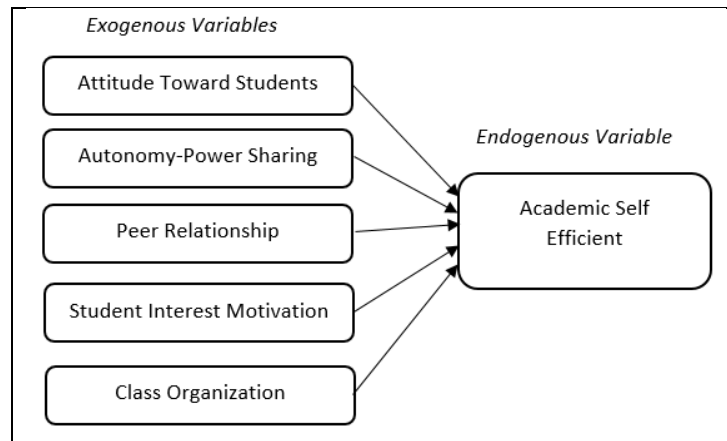 Exogenous Variables
Attitude Toward Students
Autonomy-Power Sharing
Peer Relationship
Student Interest Motivation
Class Organization
Endogenous Variable
Academic Self
Efficient